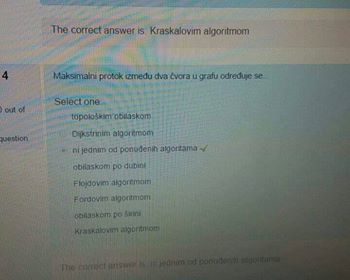 The correct answer is: Kraskalovim algoritmom
4
Maksimalni protok između dva čvora u grafu određuje se...
out of
Select one:
topološkim obilaskom
Dijkstrinim algoritmom
question
ni jednim od ponuđenih algoritama ✓
obilaskom po dubini
Flojdovim algoritmom
Fordovim algoritmom
obilaskom po širini
Kraskalovim algoritmom
The correct answer is: ni jednim od ponuđenih algoritama